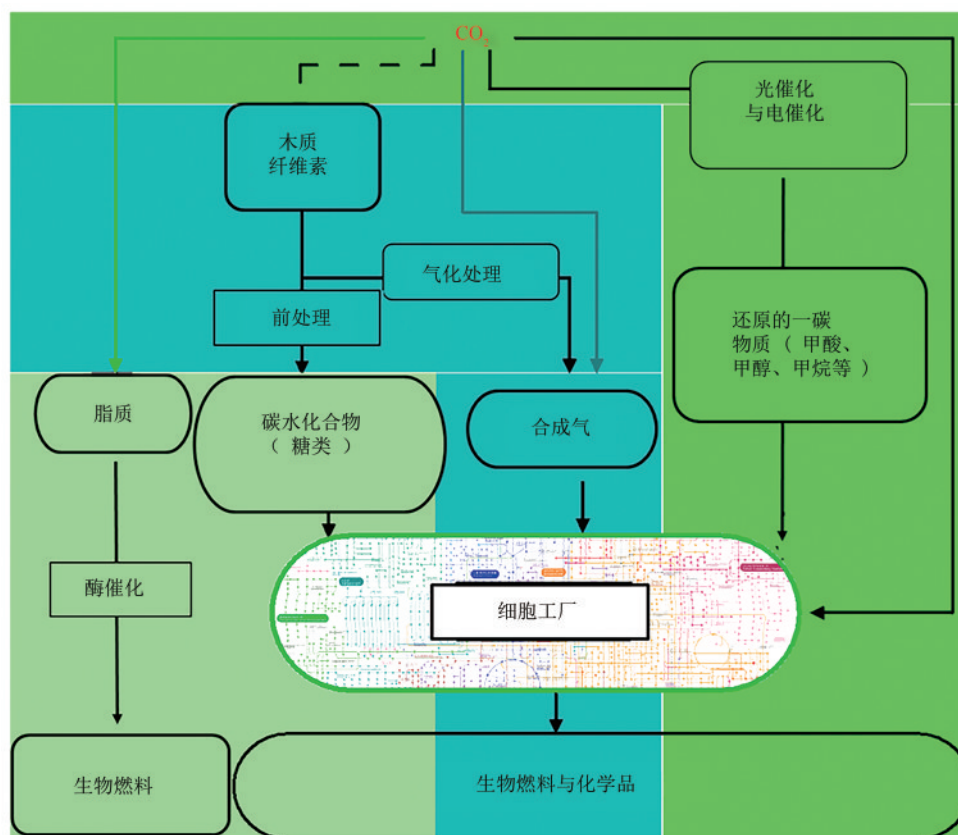 CO₂
光催化
与电催化
木质
纤维素
气化处理
前处理
还原的一碳
物质（ 甲酸、
甲醇、甲烷等 ）
脂质
碳水化合物
（ 糖类 ）
合成气
酶催化
细胞工厂
生物燃料
生物燃料与化学品